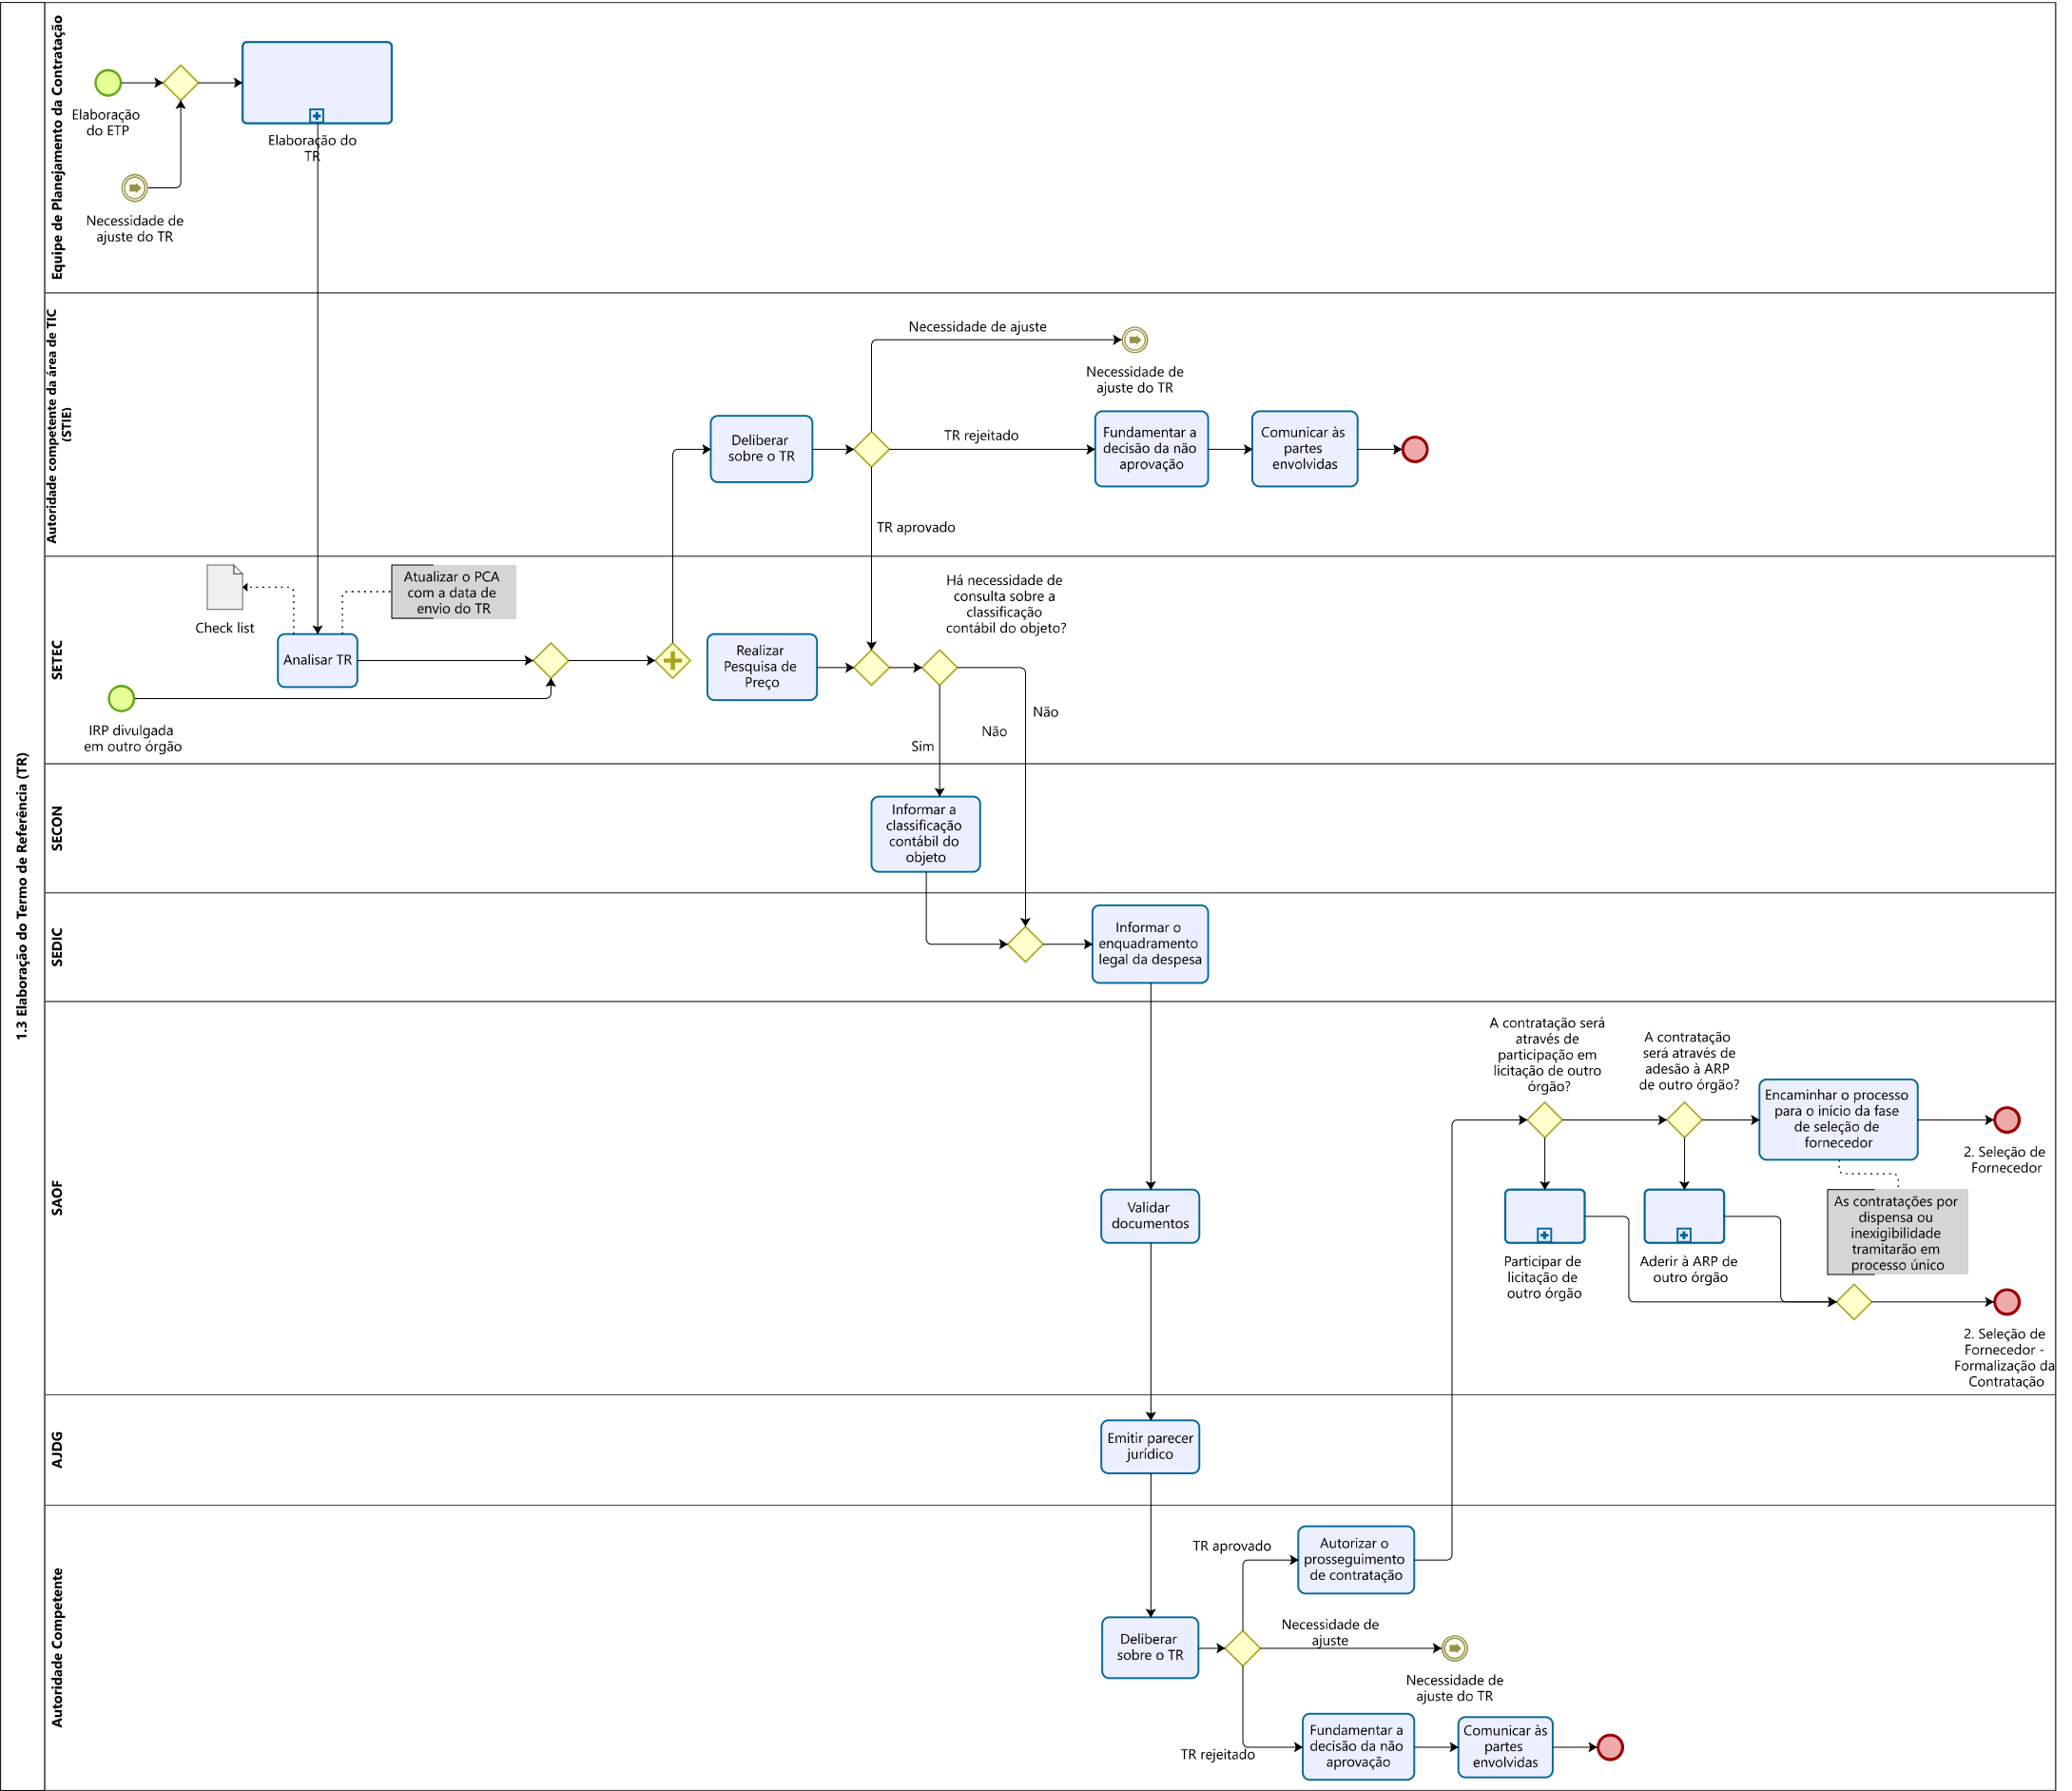 1.3 Elaboração do Termo de Referência (TR)
Equipe de Planejamento da Contratação
Elaboração
do ETP
Necessidade de
ajuste do TR
Elaboração do
TR
Autoridade competente da área de TIC
(STIE)
Deliberar
sobre o TR
Necessidade de ajuste
Necessidade de
ajuste do TR
TR rejeitado
Fundamentar a
decisão da não
aprovação
Comunicar às
partes
envolvidas
TR aprovado
SETEC
Check list
Atualizar o PCA
com a data de
envio do TR
Analisar TR
IRP divulgada
em outro órgão
Realizar
Pesquisa de
Preço
Há necessidade de
consulta sobre a
classificação
contábil do objeto?
Não
Não
Sim
SECON
Informar a
classificação
contábil do
objeto
SEDIC
Informar o
enquadramento
legal da despesa
SAOF
Validar
documentos
A contratação será
através de
participação em
licitação de outro
órgão?
A contratação
será através de
adesão à ARP
de outro órgão?
Encaminhar o processo
para o início da fase
de seleção de
fornecedor
2. Seleção de
Fornecedor
Participar de
licitação de
outro órgão
Aderir à ARP de
outro órgão
As contratações por
dispensa ou
inexigibilidade
tramitarão em
processo único
2. Seleção de
Fornecedor -
Formalização da
Contratação
AJDG
Emitir parecer
jurídico
Autoridade Competente
Deliberar
sobre o TR
TR aprovado
Autorizar o
prosseguimento
de contratação
Necessidade de
ajuste
Necessidade de
ajuste do TR
TR rejeitado
Fundamentar a
decisão da não
aprovação
Comunicar às
partes
envolvidas